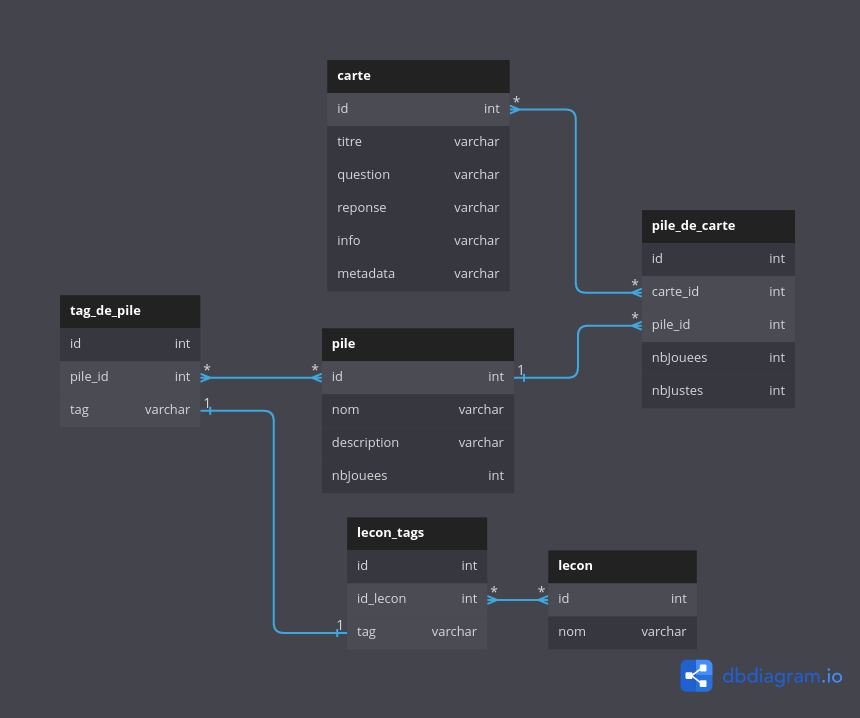 carte
id int
titre varchar
question varchar
reponse varchar
info varchar
metadata varchar
*
*
*
pile_de_carte
id int
carte_id int
pile_id int
nbJouees int
nbJustes int
tag_de_pile
id int
pile_id int
tag varchar
*
*
1
pile
id int
nom varchar
description varchar
nbJouees int
1
lecon_tags
id int
id_lecon int
tag varchar
1
*
*
lecon
id int
nom varchar
dbdiagram.io